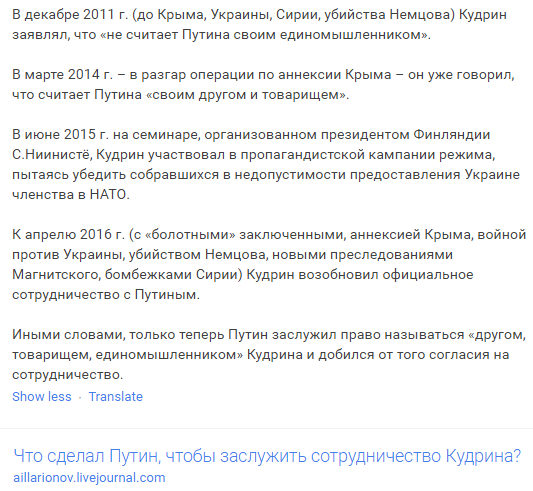 В декабре 2011 г. (до Крыма, Украины, Сирии, убийства Немцова) Кудрин
заявлял, что «не считает Путина своим единомышленником».
В марте 2014 г. – в разгар операции по аннексии Крыма – он уже говорил,
что считает Путина «своим другом и товарищем».
В июне 2015 г. на семинаре, организованном президентом Финляндии
С.Ниинистё, Кудрин участвовал в пропагандистской кампании режима,
пытаясь убедить собравшихся в недопустимости предоставления Украине
членства в НАТО.
К апрелю 2016 г. (с «болотными» заключенными, аннексией Крыма, войной
против Украины, убийством Немцова, новыми преследованиями
Магнитского, бомбежками Сирии) Кудрин возобновил официальное
сотрудничество с Путиным.
Иными словами, только теперь Путин заслужил право называться «другом,
товарищем, единомышленником» Кудрина и добился от того согласия на
сотрудничество.
Show less · Translate
Что сделал Путин, чтобы заслужить сотрудничество Кудрина?
aillarionov.livejournal.com